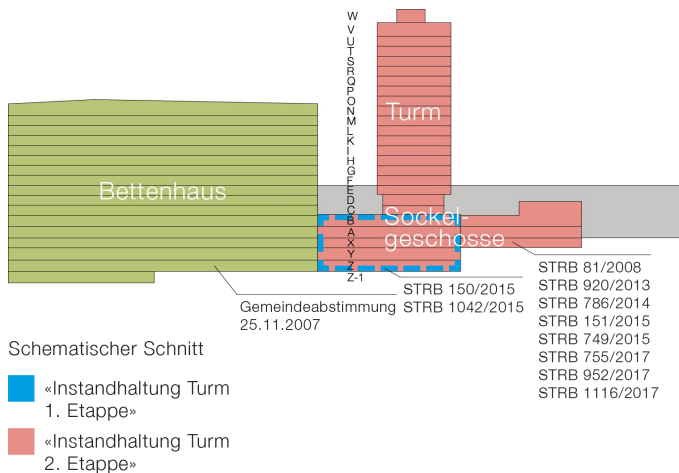 W
V
U
T
S
R
Q
P
O
N
M
L
K
I
H
G
F
E
D
C
B
A
X
Y
Z
Z-1
Turm
Bettenhaus
Sockel-
geschosse
Gemeindeabstimmung
25.11.2007
STRB 150/2015
STRB 1042/2015
STRB 81/2008
STRB 920/2013
STRB 786/2014
STRB 151/2015
STRB 749/2015
STRB 755/2017
STRB 952/2017
STRB 1116/2017
Schematischer Schnitt
«Instandhaltung Turm
1. Etappe»
«Instandhaltung Turm
2. Etappe»